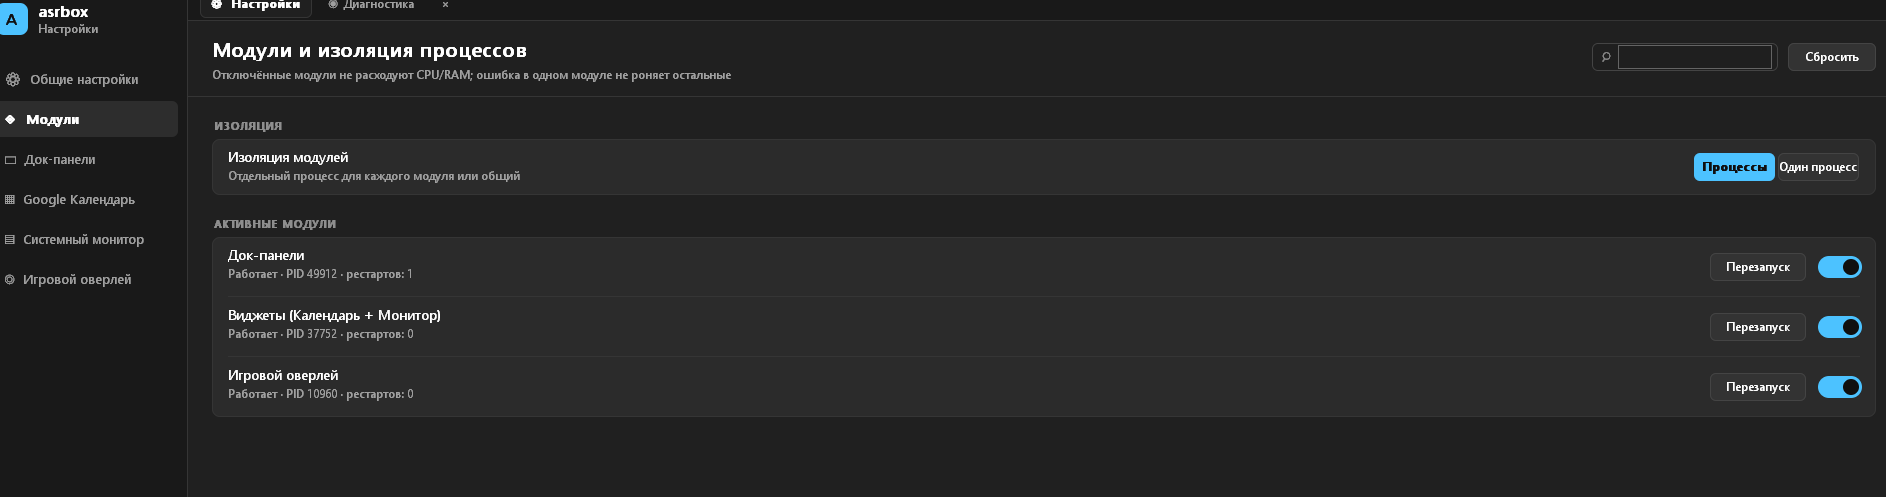 asrbox
Настройки
Общие настройки
Модули
Док-панели
Google Календарь
Системный монитор
Игровой оверлей
Настройки
Диагностика
×
Модули и изоляция процессов
Отключённые модули не расходуют CPU/RAM; ошибка в одном модуле не роняет остальные
Сбросить
ИЗОЛЯЦИЯ
Изоляция модулей
Отдельный процесс для каждого модуля или общий
Процессы
Один процесс
АКТИВНЫЕ МОДУЛИ
Док-панели
Работает · PID 49912 · рестартов: 1
Перезапуск
Виджеты (Календарь + Монитор)
Работает · PID 37752 · рестартов: 0
Перезапуск
Игровой оверлей
Работает · PID 10960 · рестартов: 0
Перезапуск
A